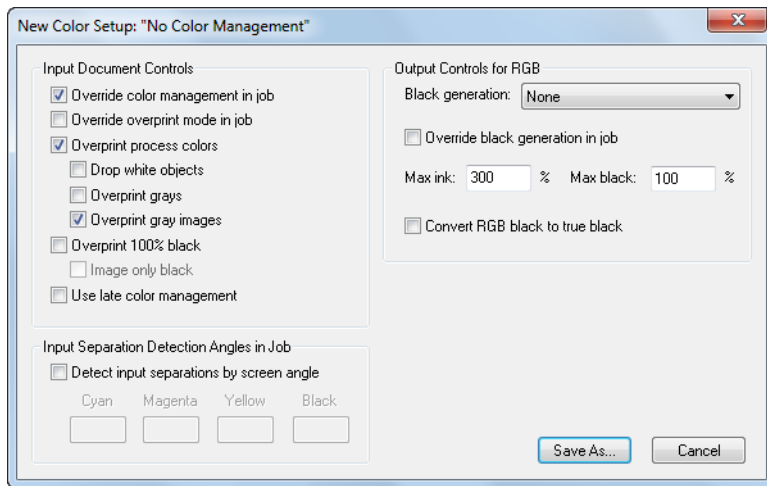 New Color Setup: "No Color Management"
Input Document Controls
Override color management in job
Override overprint mode in job
Overprint process colors
Drop white objects
Overprint grays
Overprint gray images
Overprint 100% black
Image only black
Use late color management
Input Separation Detection Angles in Job
Detect input separations by screen angle
Cyan Magenta Yellow Black
Output Controls for RGB
Black generation: None
Override black generation in job
Max ink: 300 % Max black: 100 %
Convert RGB black to true black
Save As... Cancel